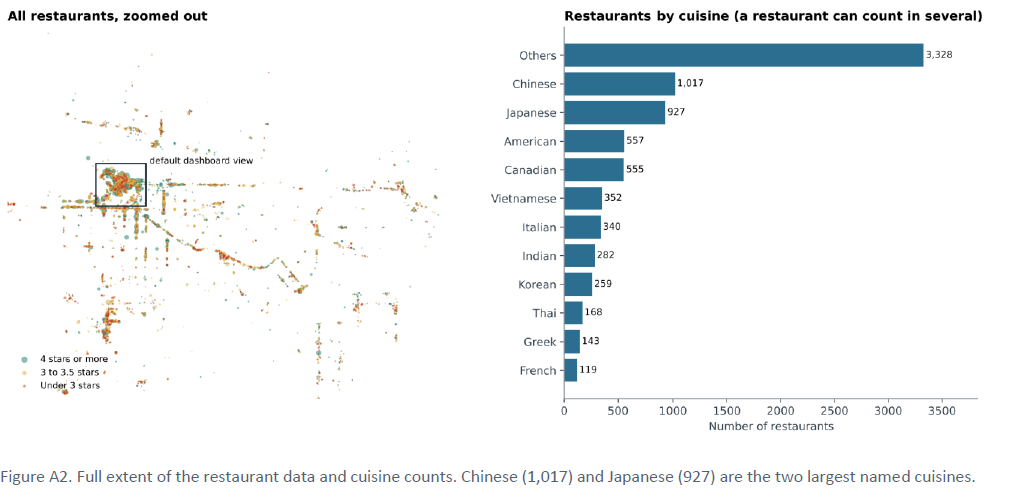 All restaurants, zoomed out
default dashboard view
4 stars or more
3 to 3.5 stars
Under 3 stars
Restaurants by cuisine (a restaurant can count in several)
Others 3,328
Chinese 1,017
Japanese 927
American 557
Canadian 555
Vietnamese 352
Italian 340
Indian 282
Korean 259
Thai 168
Greek 143
French 119
0 500 1000 1500 2000 2500 3000 3500
Number of restaurants
Figure A2. Full extent of the restaurant data and cuisine counts. Chinese (1,017) and Japanese (927) are the two largest named cuisines.